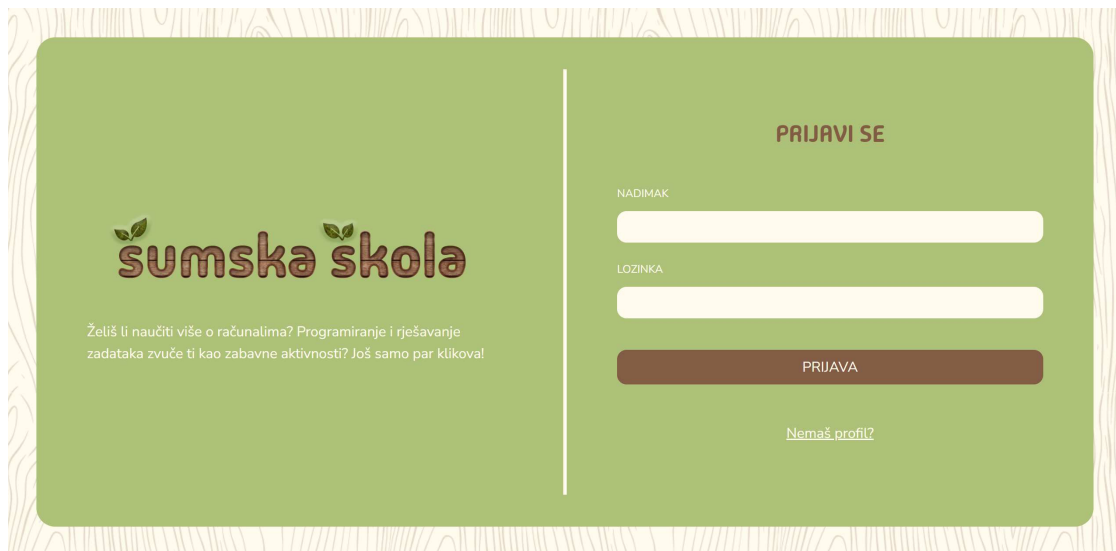 šumska škola
Želiš li naučiti više o računalima? Programiranje i rješavanje
zadataka zvuče ti kao zabavne aktivnosti? Još samo par klikova!
PRIJAVI SE
NADIMAK
LOZINKA
PRIJAVA
Nemaš profil?